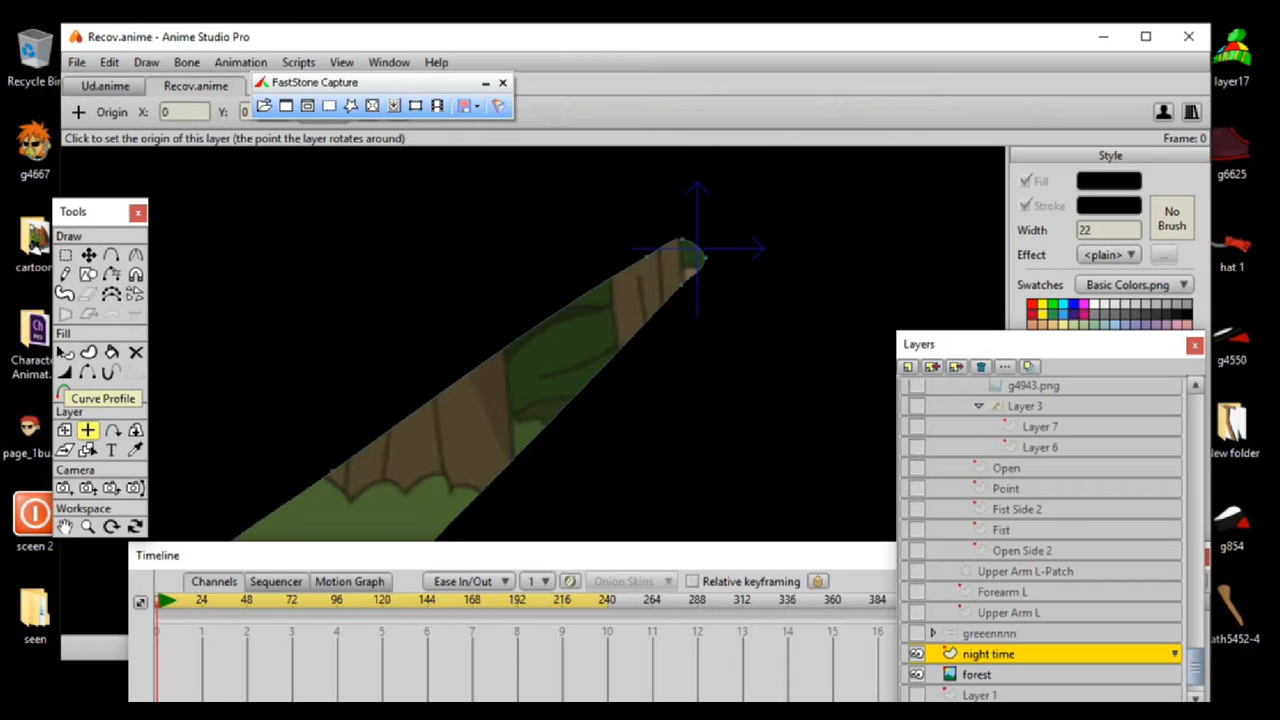 Recov.anime - Anime Studio Pro
File Edit Draw Bone Animation Scripts View Window Help
FastStone Capture
Ud.anime Recov.anime
Origin X: 0 Y: 0
Click to set the origin of this layer (the point the layer rotates around) Frame: 0
Tools
Draw
Fill
Curve Profile
Layer
Camera
Workspace
Style
Fill
Stroke
No Brush
Width 22
Effect <plain> ...
Swatches Basic Colors.png
Layers
g4943.png
Layer 3
Layer 7
Layer 6
Open
Point
Fist Side 2
Fist
Open Side 2
Upper Arm L-Patch
Forearm L
Upper Arm L
greeennnn
night time
forest
Layer 1
Timeline
Channels Sequencer Motion Graph Ease In/Out 1 Onion Skins Relative keyframing
24 48 72 96 120 144 168 192 216 240 264 288 312 336 360 384
0 1 2 3 4 5 6 7 8 9 10 11 12 13 14 15 16
Recycle Bin
g4667
cartoon
Ch
Charact
Animat...
page_1bu
sceen 2
seen
layer17
g6625
hat 1
g4550
New folder
g854
ath5452-4